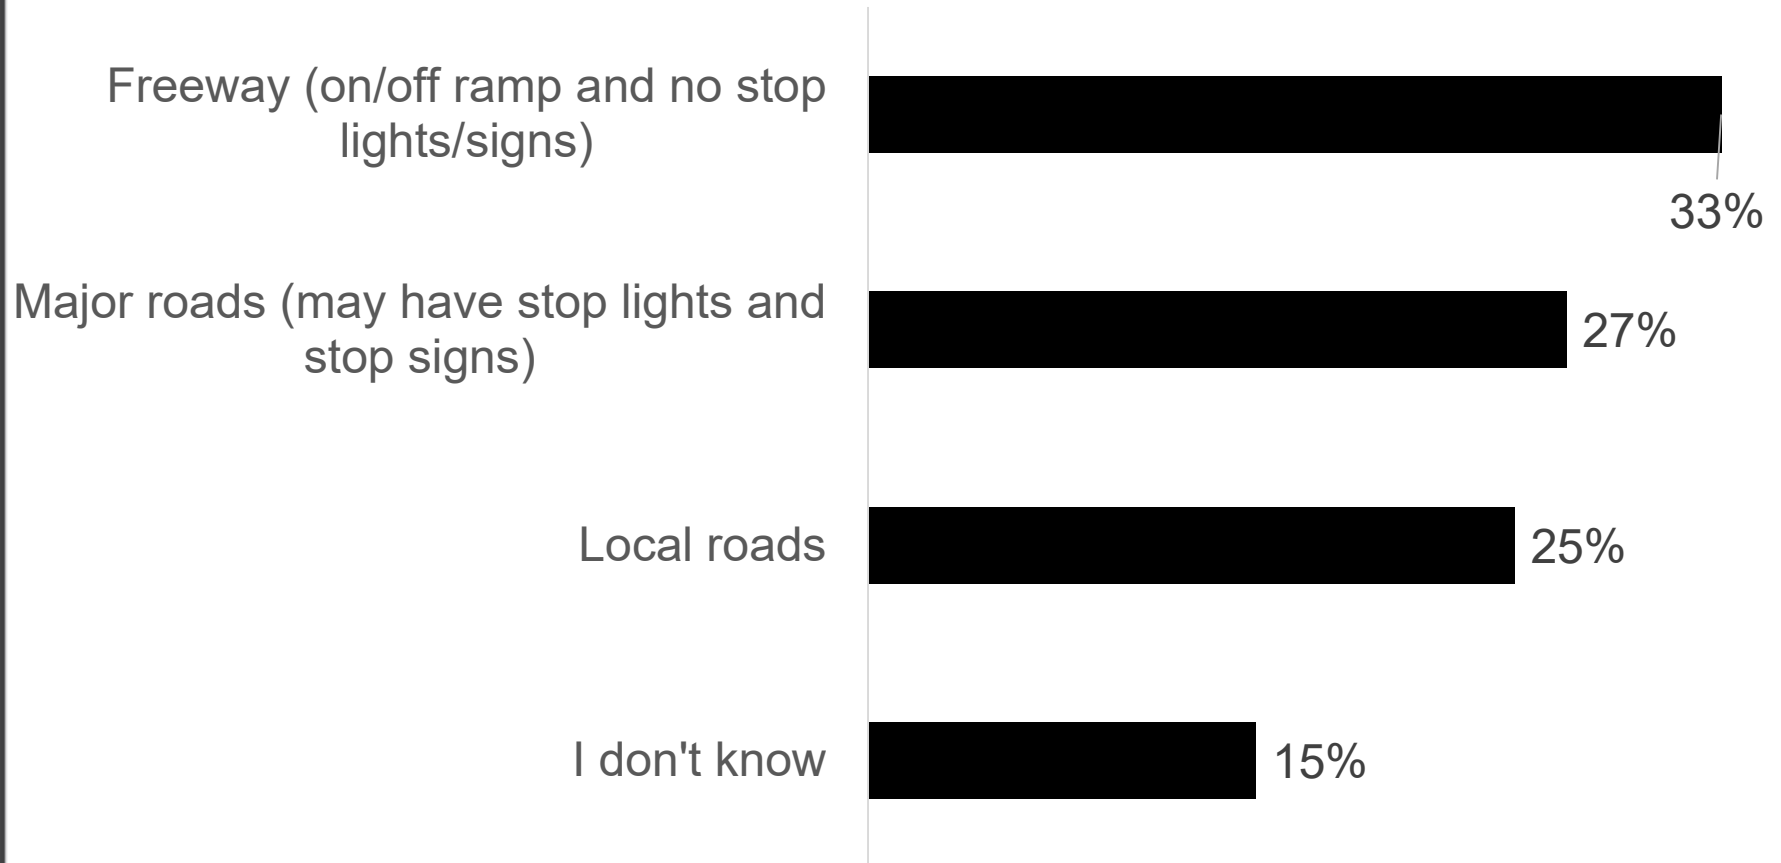 Freeway (on/off ramp and no stop
lights/signs)
33%
Major roads (may have stop lights and
stop signs)
27%
Local roads
25%
I don't know
15%